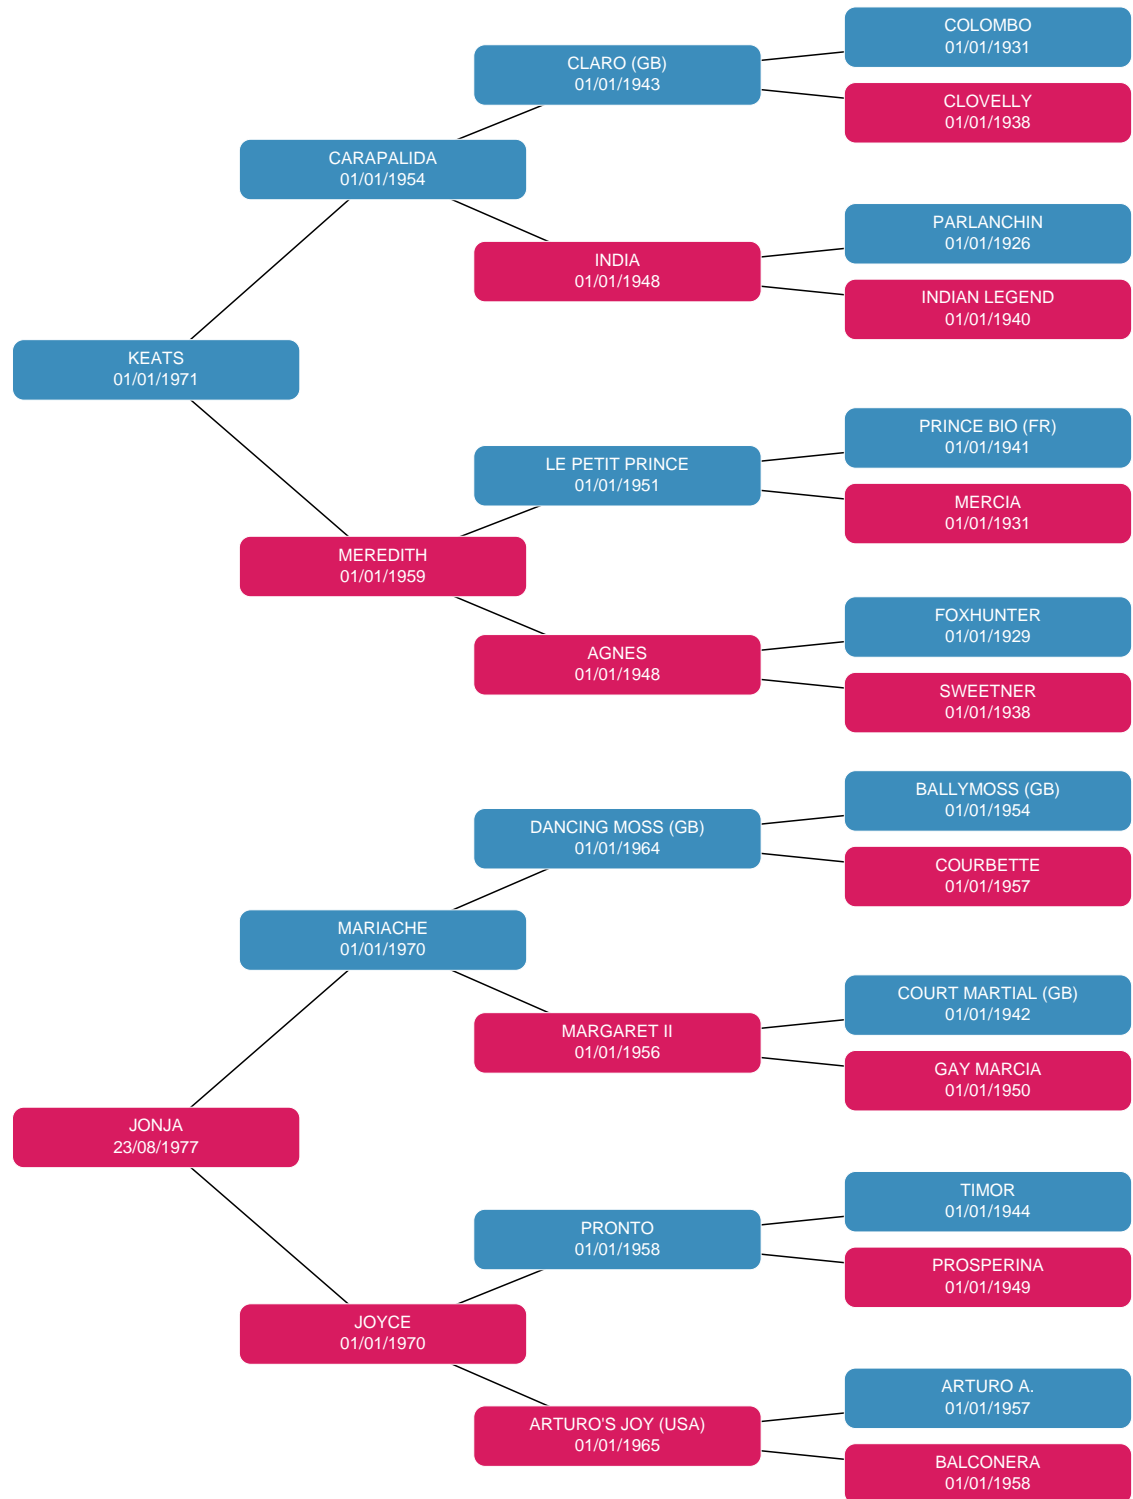 COLOMBO
01/01/1931
CLARO (GB)
01/01/1943
CLOVELLY
01/01/1938
CARAPALIDA
01/01/1954
PARLANCHIN
01/01/1926
INDIA
01/01/1948
INDIAN LEGEND
01/01/1940
KEATS
01/01/1971
PRINCE BIO (FR)
01/01/1941
LE PETIT PRINCE
01/01/1951
MERCIA
01/01/1931
MEREDITH
01/01/1959
FOXHUNTER
01/01/1929
AGNES
01/01/1948
SWEETNER
01/01/1938
BALLYMOSS (GB)
01/01/1954
DANCING MOSS (GB)
01/01/1964
COURBETTE
01/01/1957
MARIACHE
01/01/1970
COURT MARTIAL (GB)
01/01/1942
MARGARET II
01/01/1956
GAY MARCIA
01/01/1950
JONJA
23/08/1977
TIMOR
01/01/1944
PRONTO
01/01/1958
PROSPERINA
01/01/1949
JOYCE
01/01/1970
ARTURO A.
01/01/1957
ARTURO'S JOY (USA)
01/01/1965
BALCONERA
01/01/1958